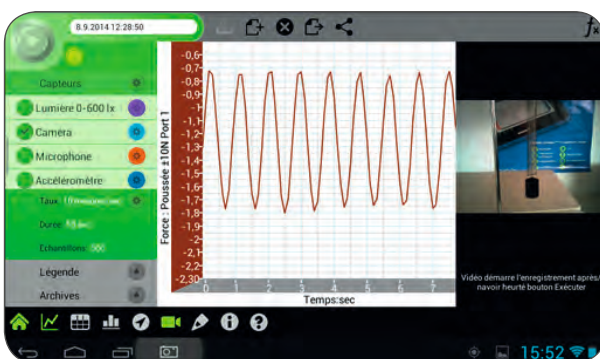 8.9.2014 12:28:50
fx
Capteurs
Lumière 0-600 lx
Caméra
Microphone
Accéléromètre
Taux:
Durée:
Echantillons: 500
Légende
Archives
Force : Poussée ±10N Port 1
-0,6
-0,7
-0,8
-0,9
-1
-1,1
-1,2
-1,3
-1,4
-1,5
-1,6
-1,7
-1,8
-1,9
-2
-2,1
-2,2
-2,30
0 1 2 3 4 5 6 7
Temps:sec
Vidéo démarre l'enregistrement après/
navoir heurté bouton Exécuter
15:52